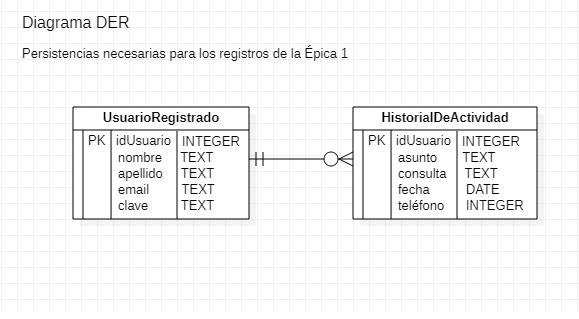 Diagrama DER
Persistencias necesarias para los registros de la Épica 1
UsuarioRegistrado
PK idUsuario INTEGER
nombre TEXT
apellido TEXT
email TEXT
clave TEXT
HistorialDeActividad
PK idUsuario INTEGER
asunto TEXT
consulta TEXT
fecha DATE
teléfono INTEGER